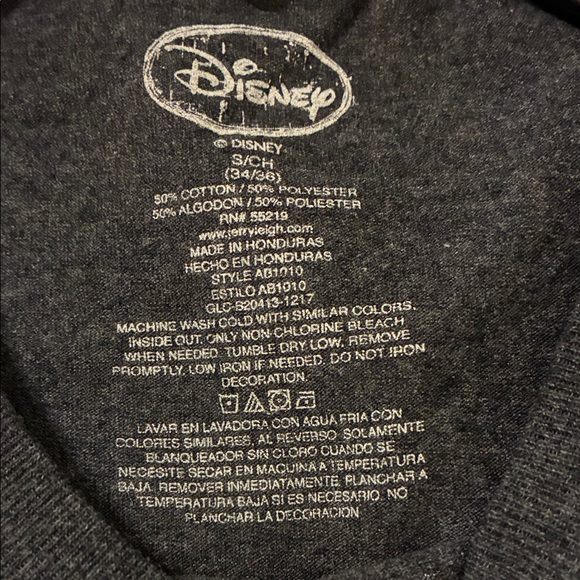 Disney
© DISNEY
S/CH
(34/36)
50% COTTON / 50% POLYESTER
50% ALGODON / 50% POLIESTER
RN# 55219
www.jerryleigh.com
MADE IN HONDURAS
HECHO EN HONDURAS
STYLE AB1010
ESTILO AB1010
GLC-B20413-1217
MACHINE WASH COLD WITH SIMILAR COLORS,
INSIDE OUT, ONLY NON CHLORINE BLEACH
WHEN NEEDED. TUMBLE DRY LOW, REMOVE
PROMPTLY, LOW IRON IF NEEDED. DO NOT IRON
DECORATION.
LAVAR EN LAVADORA CON AGUA FRIA CON
COLORES SIMILARES, AL REVERSO. SOLAMENTE
BLANQUEADOR SIN CLORO CUANDO SE
NECESITE SECAR EN MAQUINA A TEMPERATURA
BAJA. REMOVER INMEDIATAMENTE. PLANCHAR A
TEMPERATURA BAJA SI ES NECESARIO. NO
PLANCHAR LA DECORACION